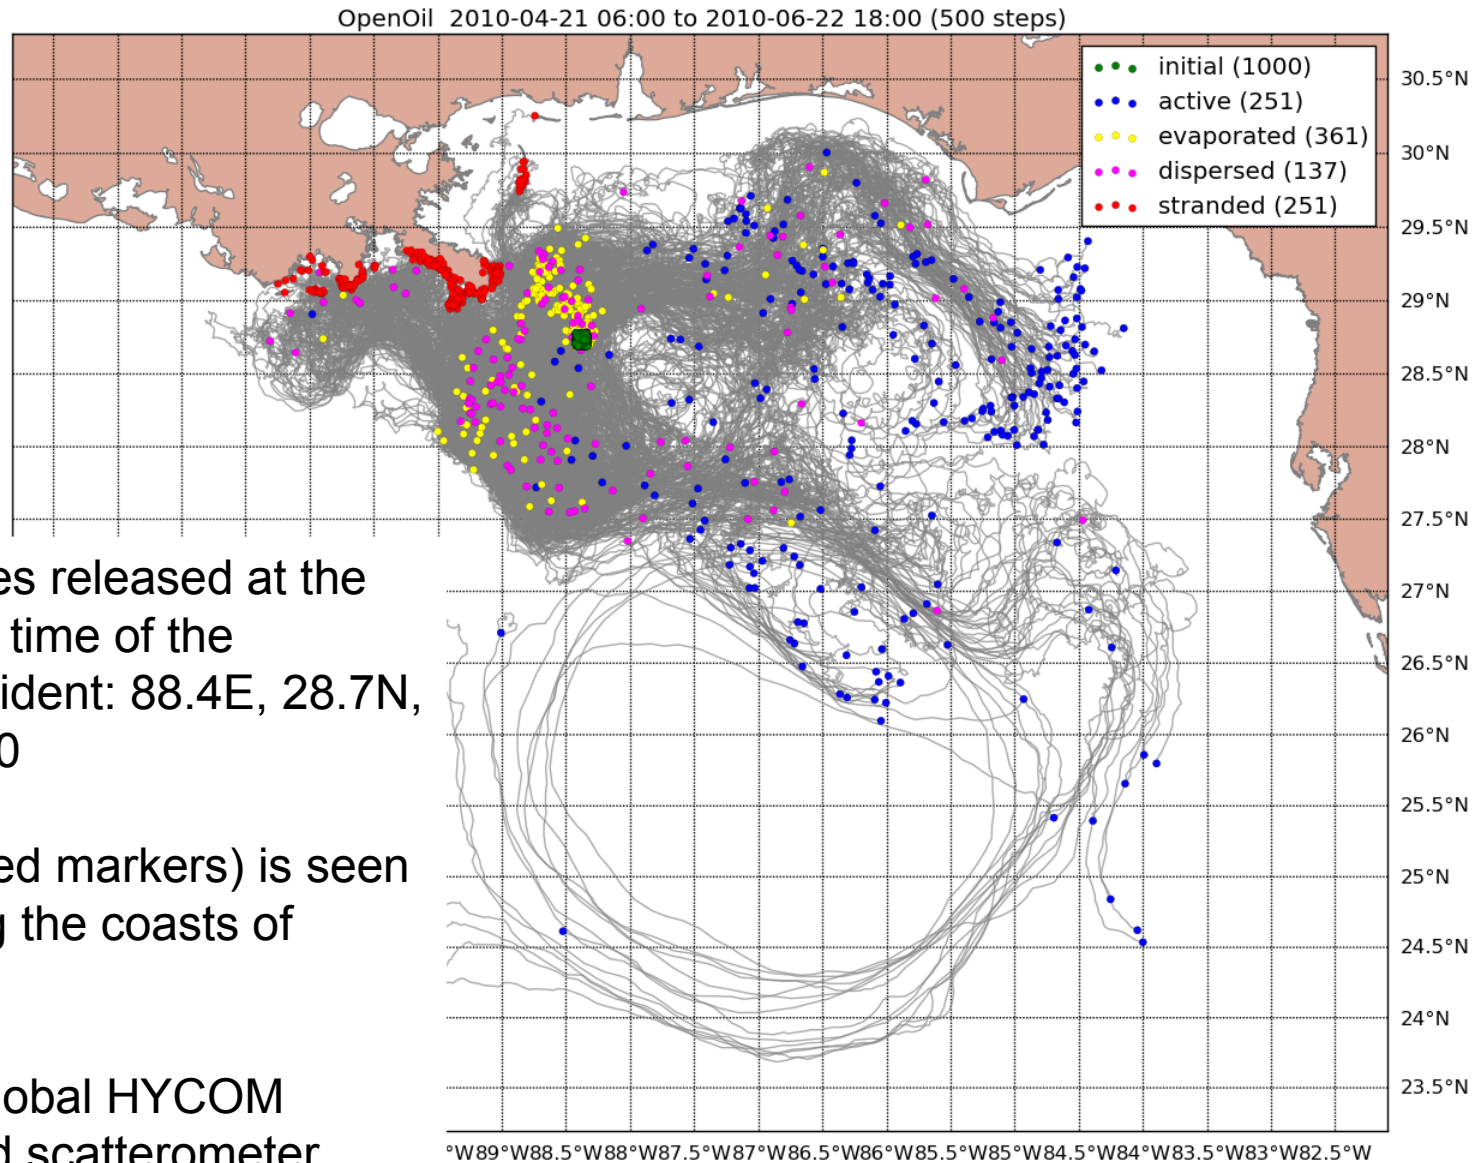 OpenOil 2010-04-21 06:00 to 2010-06-22 18:00 (500 steps)
initial (1000)
active (251)
evaporated (361)
dispersed (137)
stranded (251)
30.5°N
30°N
29.5°N
29°N
28.5°N
28°N
27.5°N
27°N
26.5°N
26°N
25.5°N
25°N
24.5°N
24°N
23.5°N
es released at the
time of the
ident: 88.4E, 28.7N,
0
ed markers) is seen
g the coasts of
lobal HYCOM
d scatterometer
°W89°W88.5°W88°W87.5°W87°W86.5°W86°W85.5°W85°W84.5°W84°W83.5°W83°W82.5°W